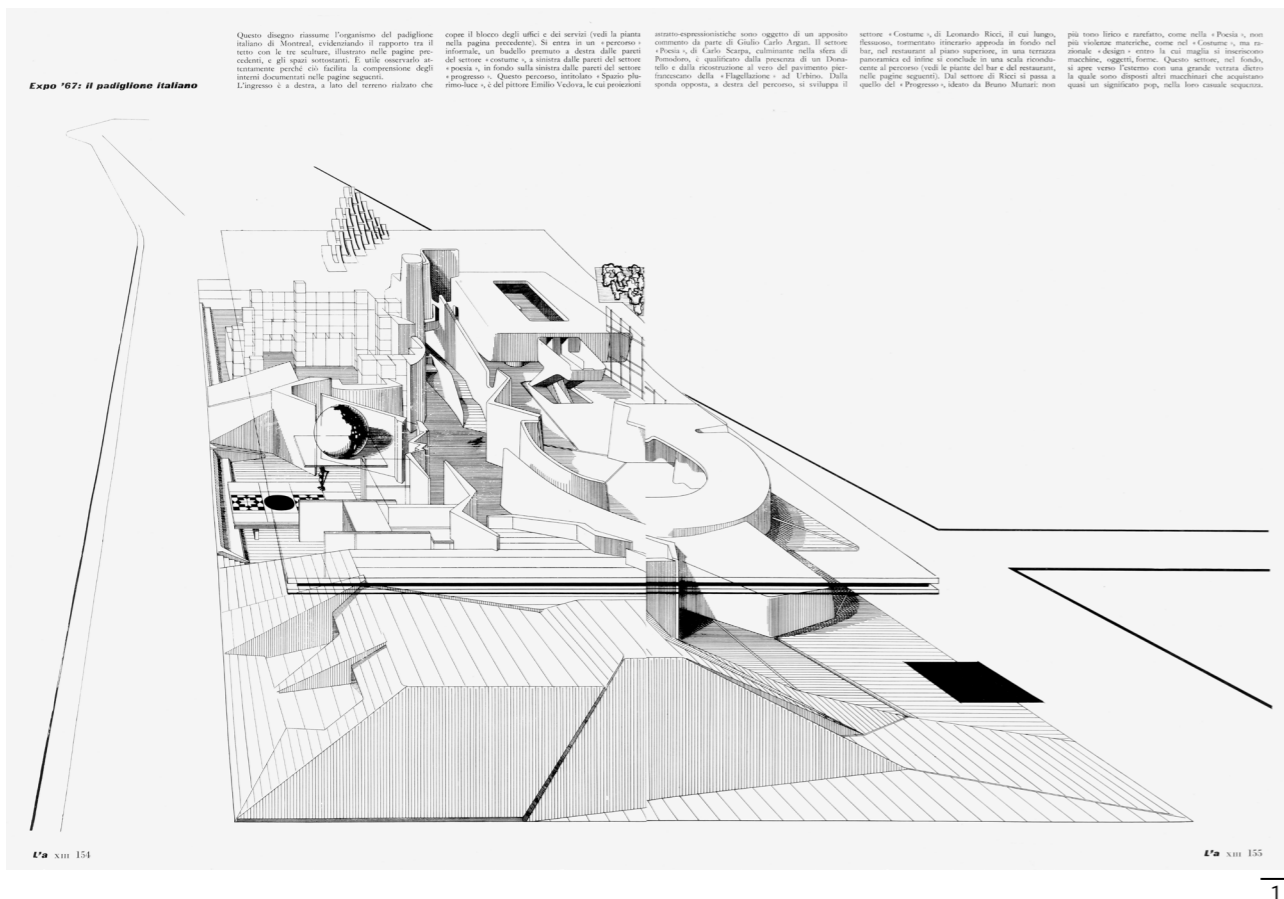 Expo '67: il padiglione italiano
Questo disegno riassume l'organismo del padiglione
italiano di Montreal, evidenziando il rapporto tra il
tetto con le tre sculture, illustrato nelle pagine pre-
cedenti, e gli spazi sottostanti. È utile osservarlo at-
tentamente perché ciò facilita la comprensione degli
interni documentati nelle pagine seguenti.
L'ingresso è a destra, a lato del terreno rialzato che
copre il blocco degli uffici e dei servizi (vedi la pianta
nella pagina precedente). Si entra in un « percorso »
informale, un budello premuto a destra dalle pareti
del settore « costume », a sinistra dalle pareti del settore
« poesia », in fondo sulla sinistra dalle pareti del settore
« progresso ». Questo percorso, intitolato « Spazio plu-
rimo-luce », è del pittore Emilio Vedova, le cui proiezioni
astratto-espressionistiche sono oggetto di un apposito
commento da parte di Giulio Carlo Argan. Il settore
« Poesia », di Carlo Scarpa, culminante nella sfera di
Pomodoro, è qualificato dalla presenza di un Dona-
tello e dalla ricostruzione al vero del pavimento pier-
francescano della « Flagellazione » ad Urbino. Dalla
sponda opposta, a destra del percorso, si sviluppa il
settore « Costume », di Leonardo Ricci, il cui lungo,
flessuoso, tormentato itinerario approda in fondo nel
bar, nel restaurant al piano superiore, in una terrazza
panoramica ed infine si conclude in una scala ricondu-
cente al percorso (vedi le piante del bar e del restaurant,
nelle pagine seguenti). Dal settore di Ricci si passa a
quello del « Progresso », ideato da Bruno Munari: non
più tono lirico e rarefatto, come nella « Poesia », non
più violenze materiche, come nel « Costume », ma ra-
zionale « design » entro la cui maglia si inseriscono
macchine, oggetti, forme. Questo settore, nel fondo,
si apre verso l'esterno con una grande vetrata dietro
la quale sono disposti altri macchinari che acquistano
quasi un significato pop, nella loro casuale sequenza.
L'a XIII 154
L'a XIII 155
1